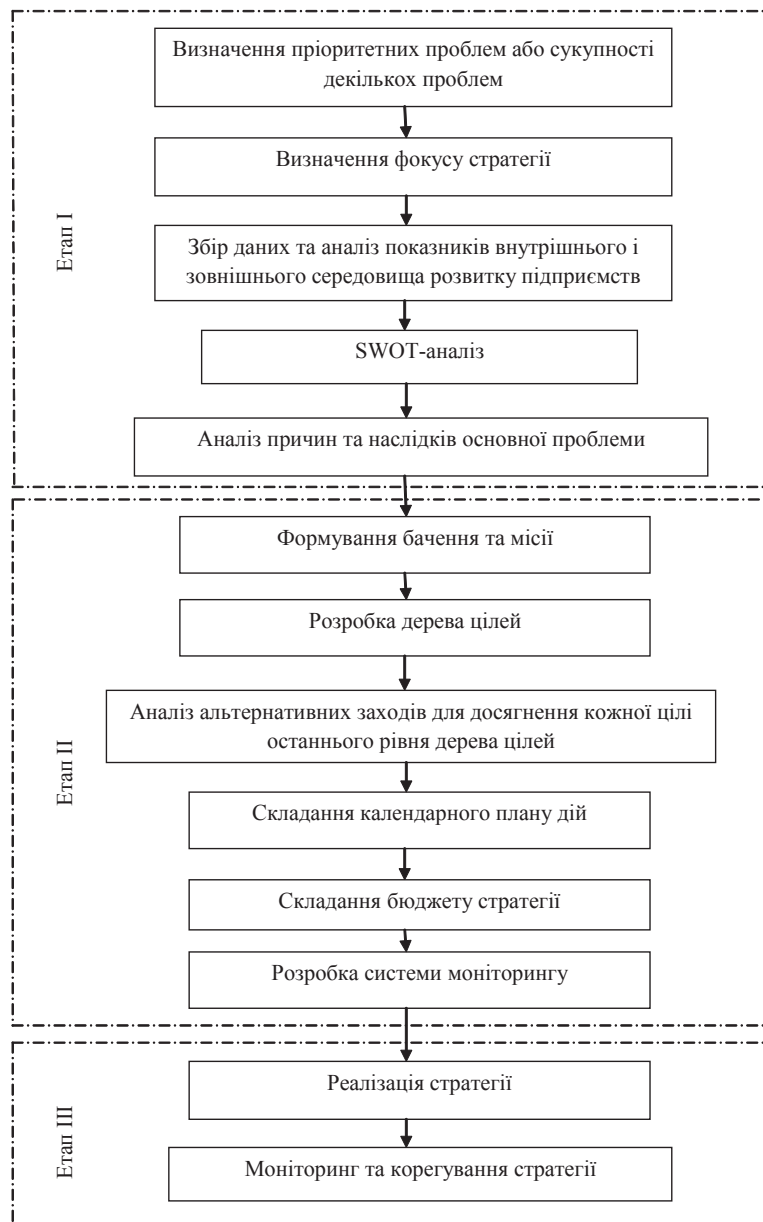 Етап I
Визначення пріоритетних проблем або сукупності
декількох проблем
Визначення фокусу стратегії
Збір даних та аналіз показників внутрішнього і
зовнішнього середовища розвитку підприємств
SWOT-аналіз
Аналіз причин та наслідків основної проблеми
Етап II
Формування бачення та місії
Розробка дерева цілей
Аналіз альтернативних заходів для досягнення кожної цілі
останнього рівня дерева цілей
Складання календарного плану дій
Складання бюджету стратегії
Розробка системи моніторингу
Етап III
Реалізація стратегії
Моніторинг та корегування стратегії